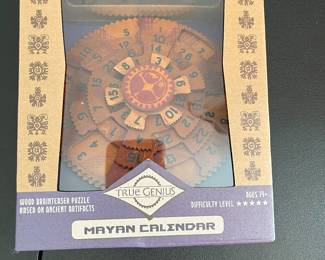 TRUE GENIUS
WOOD BRAINTEASER PUZZLE
BASED ON ANCIENT ARTIFACTS
AGES 14+
DIFFICULTY LEVEL ★★★★★
MAYAN CALENDAR